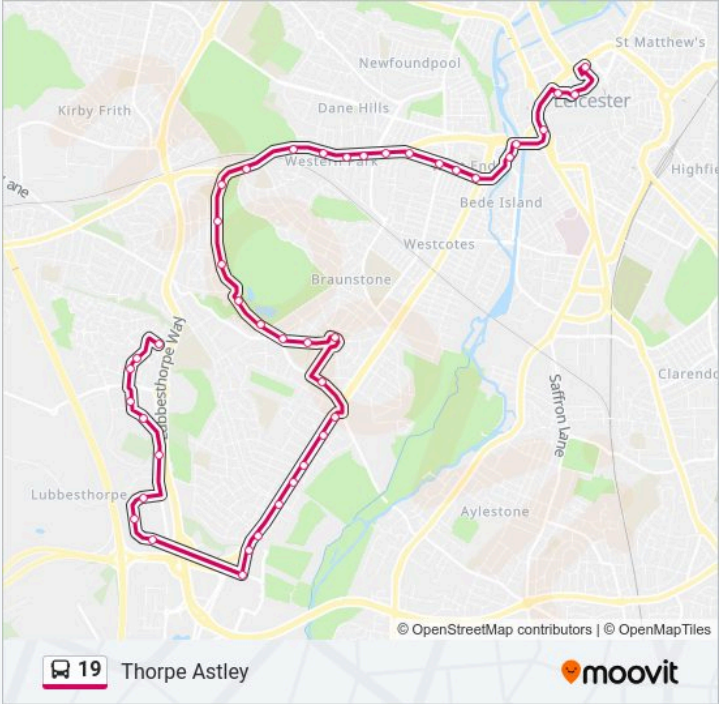 St Matthew's
Newfoundpool
Leicester
Kirby Frith
Dane Hills
Western Park
Highfie
ane
Bede Island
Westcotes
Braunstone
Lubbesthorpe Way
Saffron Lane
Clarendo
Lubbesthorpe
Aylestone
© OpenStreetMap contributors | © OpenMapTiles
19 Thorpe Astley
moovit